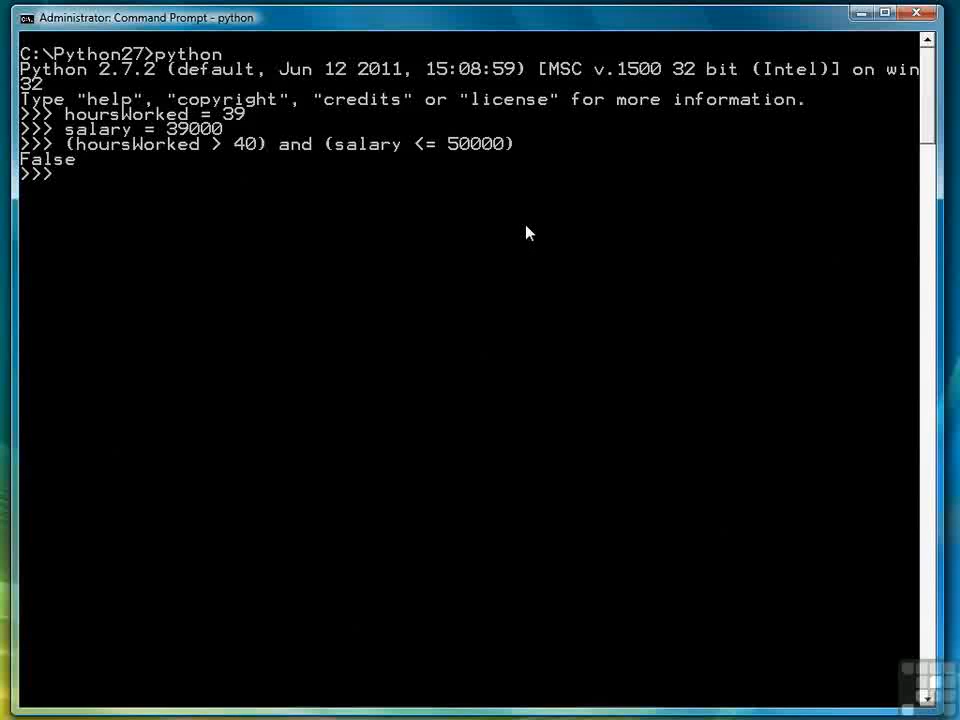 Administrator: Command Prompt - python
C:\Python27>python
Python 2.7.2 (default, Jun 12 2011, 15:08:59) [MSC v.1500 32 bit (Intel)] on win
32
Type "help", "copyright", "credits" or "license" for more information.
>>> hoursWorked = 39
>>> salary = 39000
>>> (hoursWorked > 40) and (salary <= 50000)
False
>>>